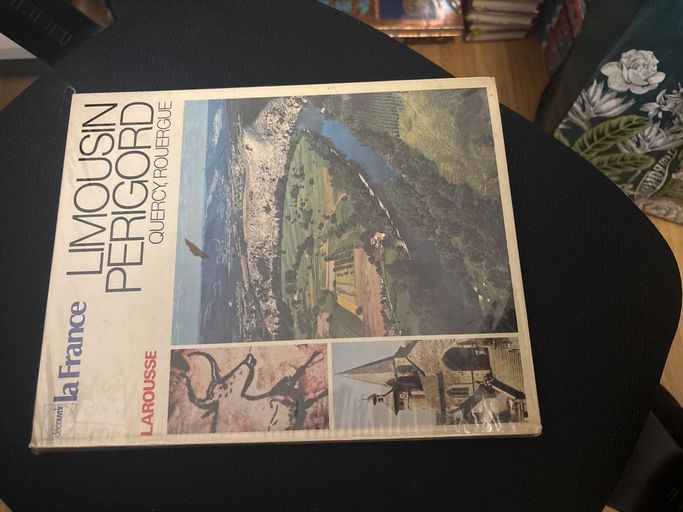 découvrir
la France
LIMOUSIN
PERIGORD
QUERCY, ROUERGUE
LAROUSSE